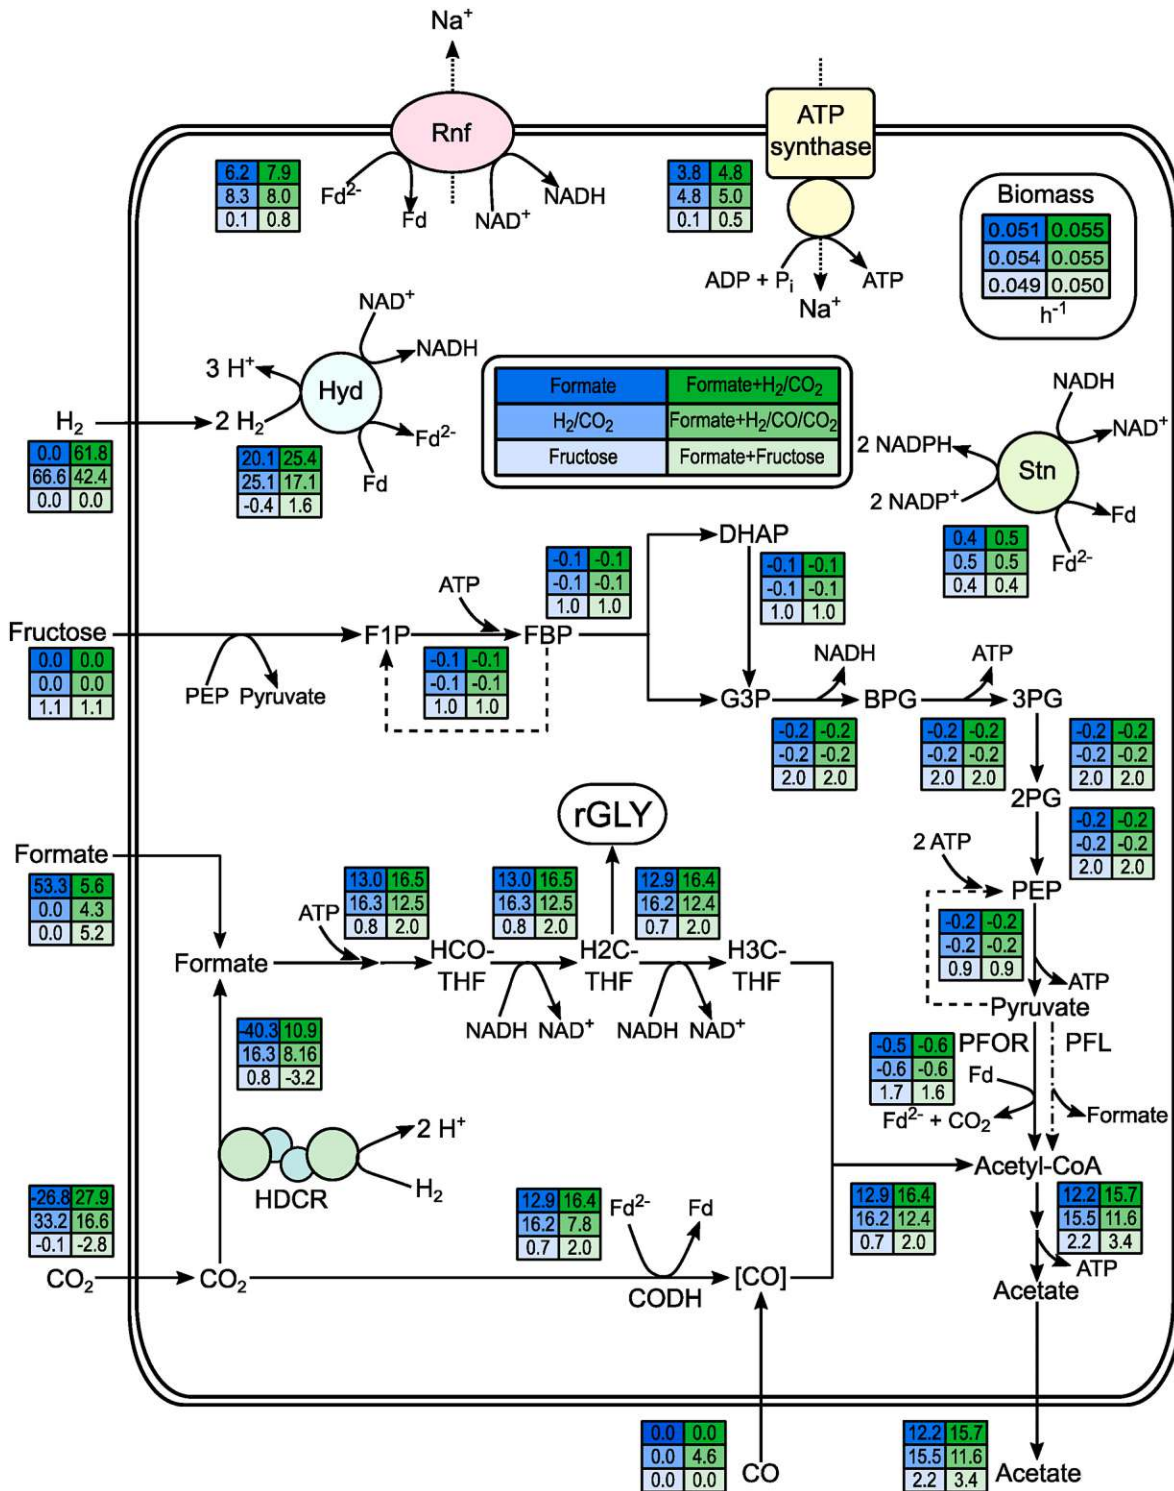 Na⁺
Rnf
ATP
synthase
6.2 7.9
8.3 8.0
0.1 0.8
Fd²⁻
Fd
NAD⁺
NADH
3.8 4.8
4.8 5.0
0.1 0.5
ADP + Pᵢ
ATP
Na⁺
Biomass
0.051 0.055
0.054 0.055
0.049 0.050
h⁻¹
NAD⁺
NADH
3 H⁺
Hyd
H₂
2 H₂
Fd²⁻
Fd
0.0 61.8
66.6 42.4
0.0 0.0
20.1 25.4
25.1 17.1
-0.4 1.6
Formate Formate+H₂/CO₂
H₂/CO₂ Formate+H₂/CO/CO₂
Fructose Formate+Fructose
NADH
2 NADPH
NAD⁺
Stn
2 NADP⁺
Fd
Fd²⁻
0.4 0.5
0.5 0.5
0.4 0.4
DHAP
-0.1 -0.1
-0.1 -0.1
1.0 1.0
-0.1 -0.1
-0.1 -0.1
1.0 1.0
ATP
Fructose
F1P
FBP
0.0 0.0
0.0 0.0
1.1 1.1
PEP
Pyruvate
-0.1 -0.1
-0.1 -0.1
1.0 1.0
NADH
ATP
G3P
BPG
3PG
-0.2 -0.2
-0.2 -0.2
2.0 2.0
-0.2 -0.2
-0.2 -0.2
2.0 2.0
-0.2 -0.2
-0.2 -0.2
2.0 2.0
2PG
-0.2 -0.2
-0.2 -0.2
2.0 2.0
rGLY
2 ATP
PEP
Formate
53.3 5.6
0.0 4.3
0.0 5.2
13.0 16.5
16.3 12.5
0.8 2.0
13.0 16.5
16.3 12.5
0.8 2.0
12.9 16.4
16.2 12.4
0.7 2.0
-0.2 -0.2
-0.2 -0.2
0.9 0.9
ATP
Formate
ATP
HCO-
THF
H2C-
THF
H3C-
THF
NADH
NAD⁺
NADH
NAD⁺
Pyruvate
-40.3 10.9
16.3 8.16
0.8 -3.2
-0.5 -0.6
-0.6 -0.6
1.7 1.6
PFOR
PFL
Fd
Fd²⁻ + CO₂
Formate
2 H⁺
HDCR
H₂
Acetyl-CoA
-26.8 27.9
33.2 16.6
-0.1 -2.8
12.9 16.4
16.2 7.8
0.7 2.0
Fd²⁻
Fd
12.9 16.4
16.2 12.4
0.7 2.0
12.2 15.7
15.5 11.6
2.2 3.4
CO₂
CO₂
CODH
[CO]
ATP
Acetate
0.0 0.0
0.0 4.6
0.0 0.0
CO
12.2 15.7
15.5 11.6
2.2 3.4
Acetate